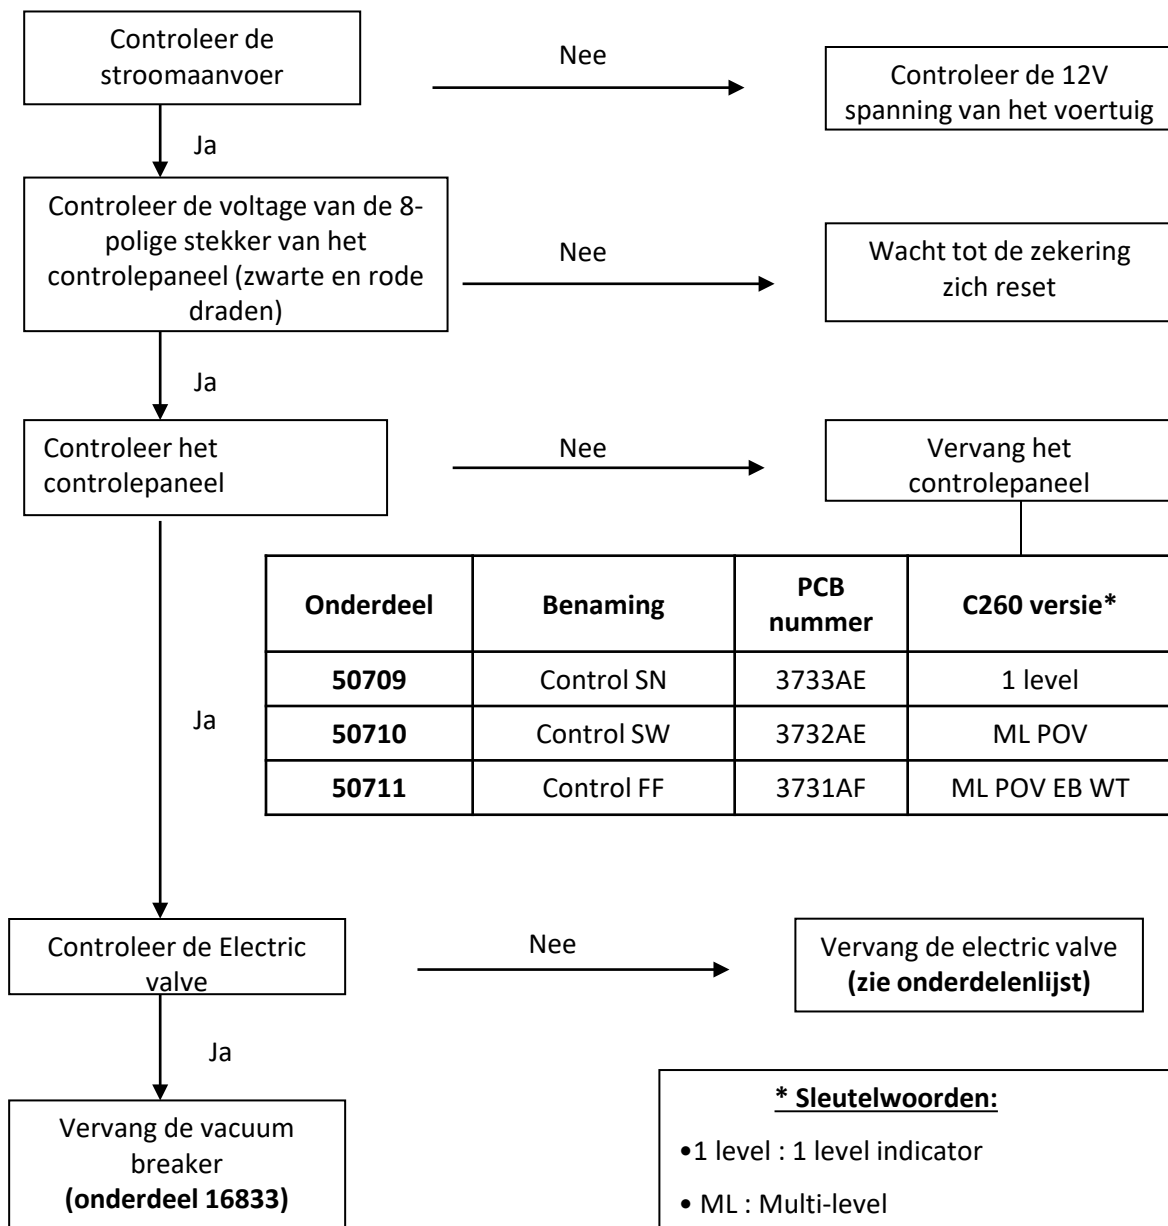 Controleer de
stroomaanvoer
Nee
Controleer de 12V
spanning van het voertuig
Ja
Controleer de voltage van de 8-
polige stekker van het
controlepaneel (zwarte en rode
draden)
Nee
Wacht tot de zekering
zich reset
Ja
Controleer het
controlepaneel
Nee
Vervang het
controlepaneel
Onderdeel Benaming PCB nummer C260 versie*
50709 Control SN 3733AE 1 level
50710 Control SW 3732AE ML POV
50711 Control FF 3731AF ML POV EB WT
Ja
Controleer de Electric
valve
Nee
Vervang de electric valve
(zie onderdelenlijst)
Ja
Vervang de vacuum
breaker
(onderdeel 16833)
* Sleutelwoorden:
•1 level : 1 level indicator
• ML : Multi-level